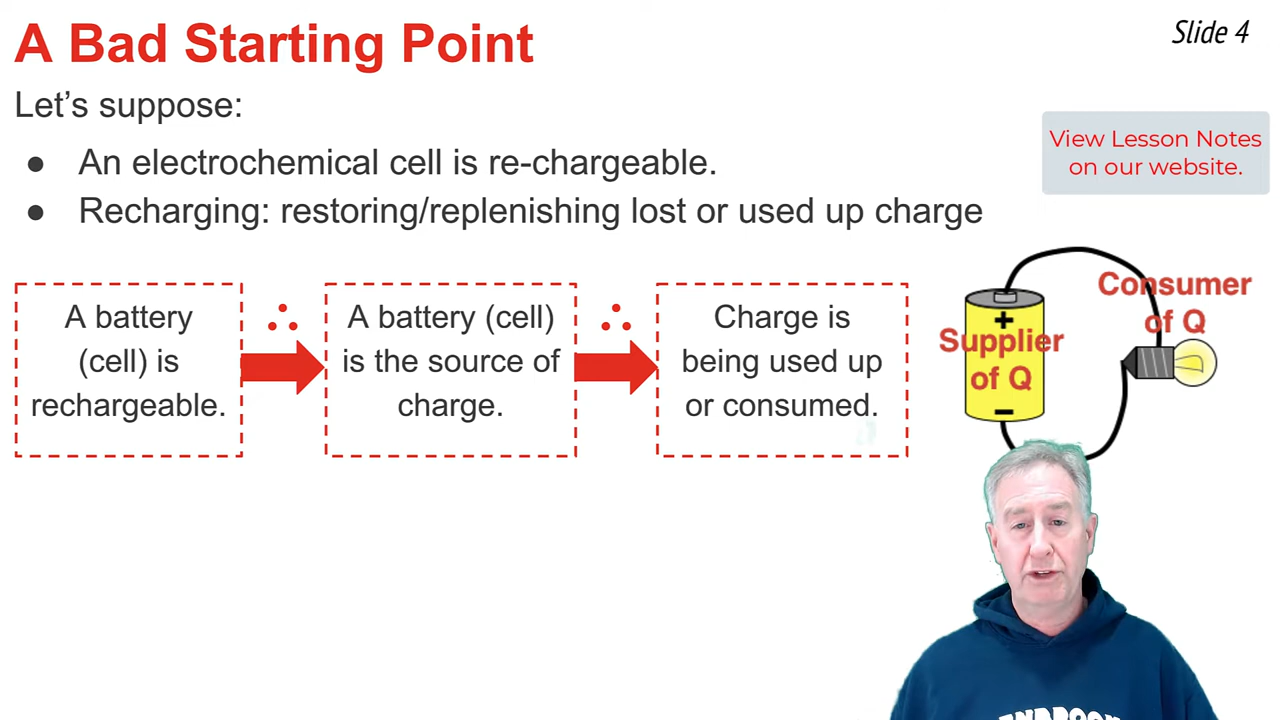 A Bad Starting Point
Slide 4
Let’s suppose:
● An electrochemical cell is re-chargeable.
● Recharging: restoring/replenishing lost or used up charge
View Lesson Notes
on our website.
A battery
(cell) is
rechargeable.
∴
A battery (cell)
is the source of
charge.
∴
Charge is
being used up
or consumed.
+
Supplier
of Q
−
Consumer
of Q